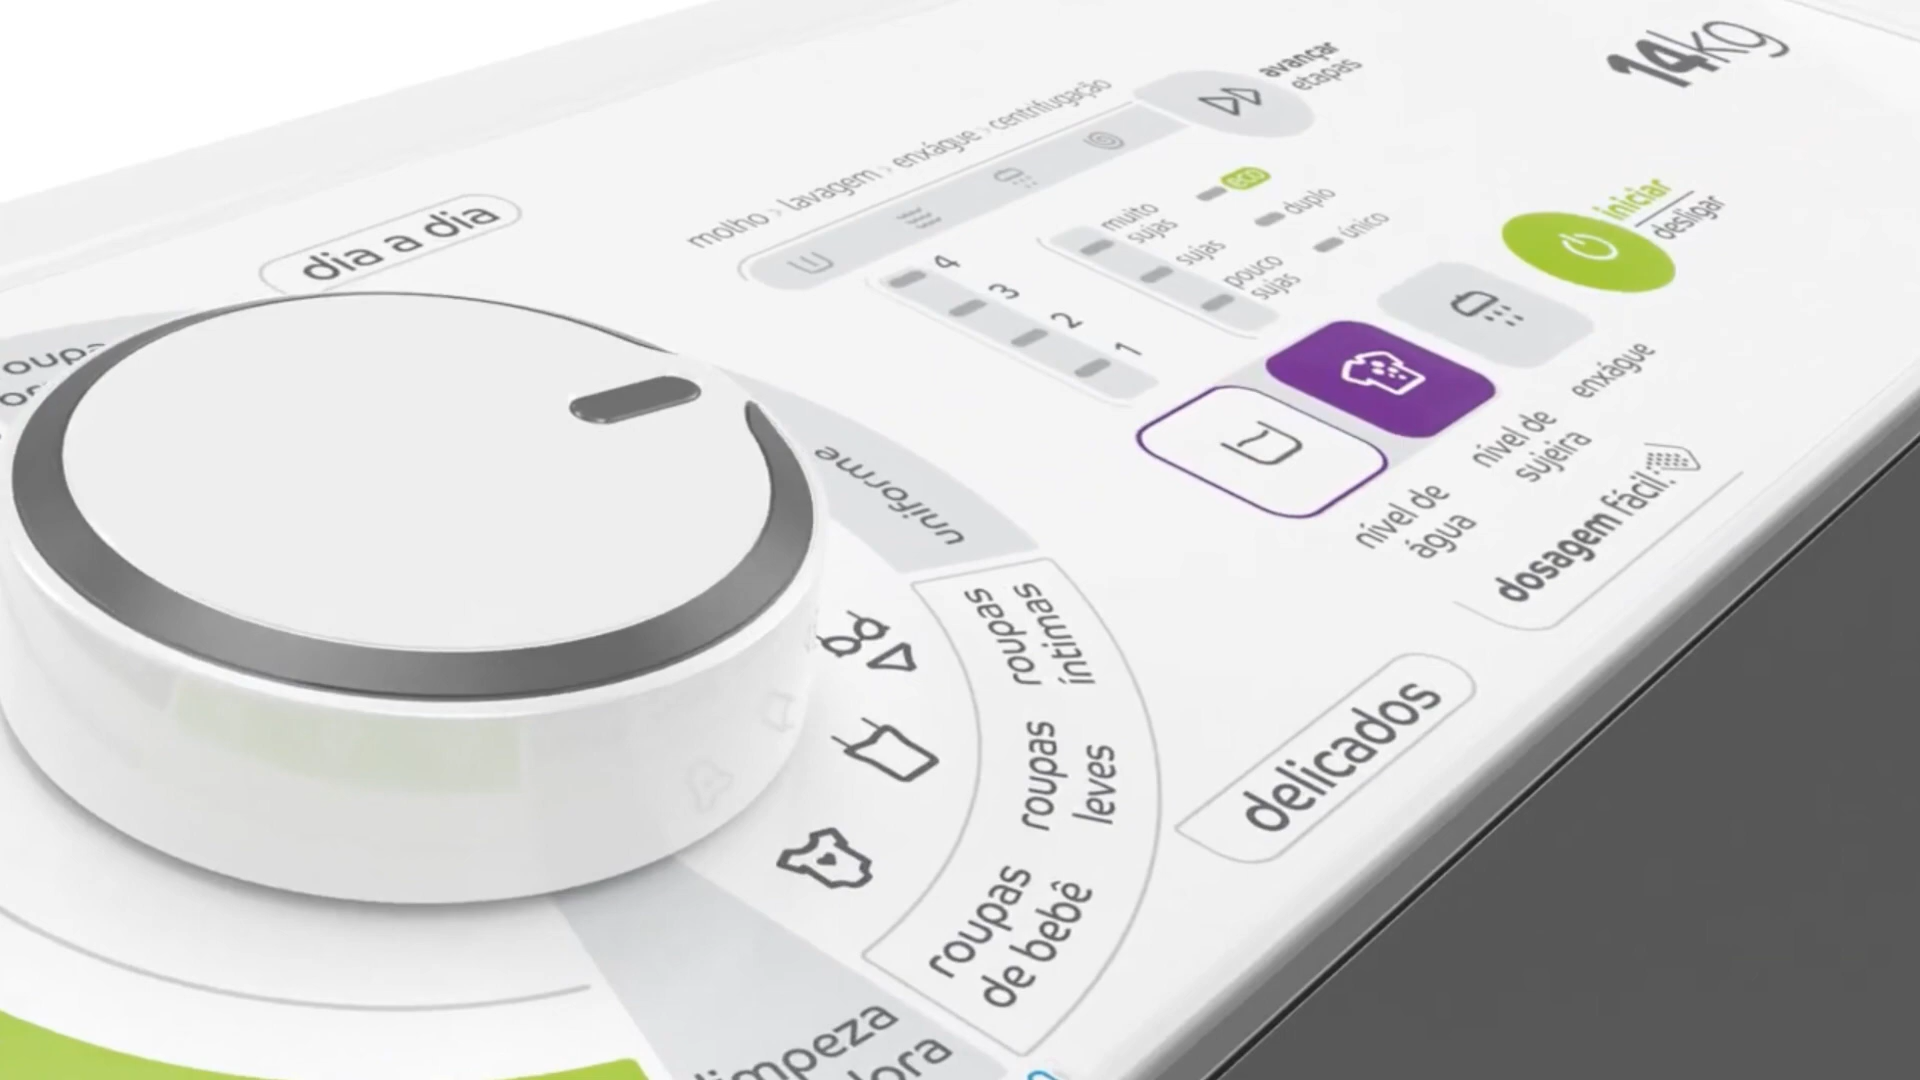 14kg
avançar
etapas
molho > lavagem > enxágue > centrifugação
dia a dia
eco
duplo
único
muito
sujas
sujas
pouco
sujas
4
3
2
1
iniciar
desligar
enxágue
nível de
sujeira
nível de
água
dosagem fácil
uniforme
roupas
íntimas
roupas
leves
roupas
de bebê
delicados
limpeza